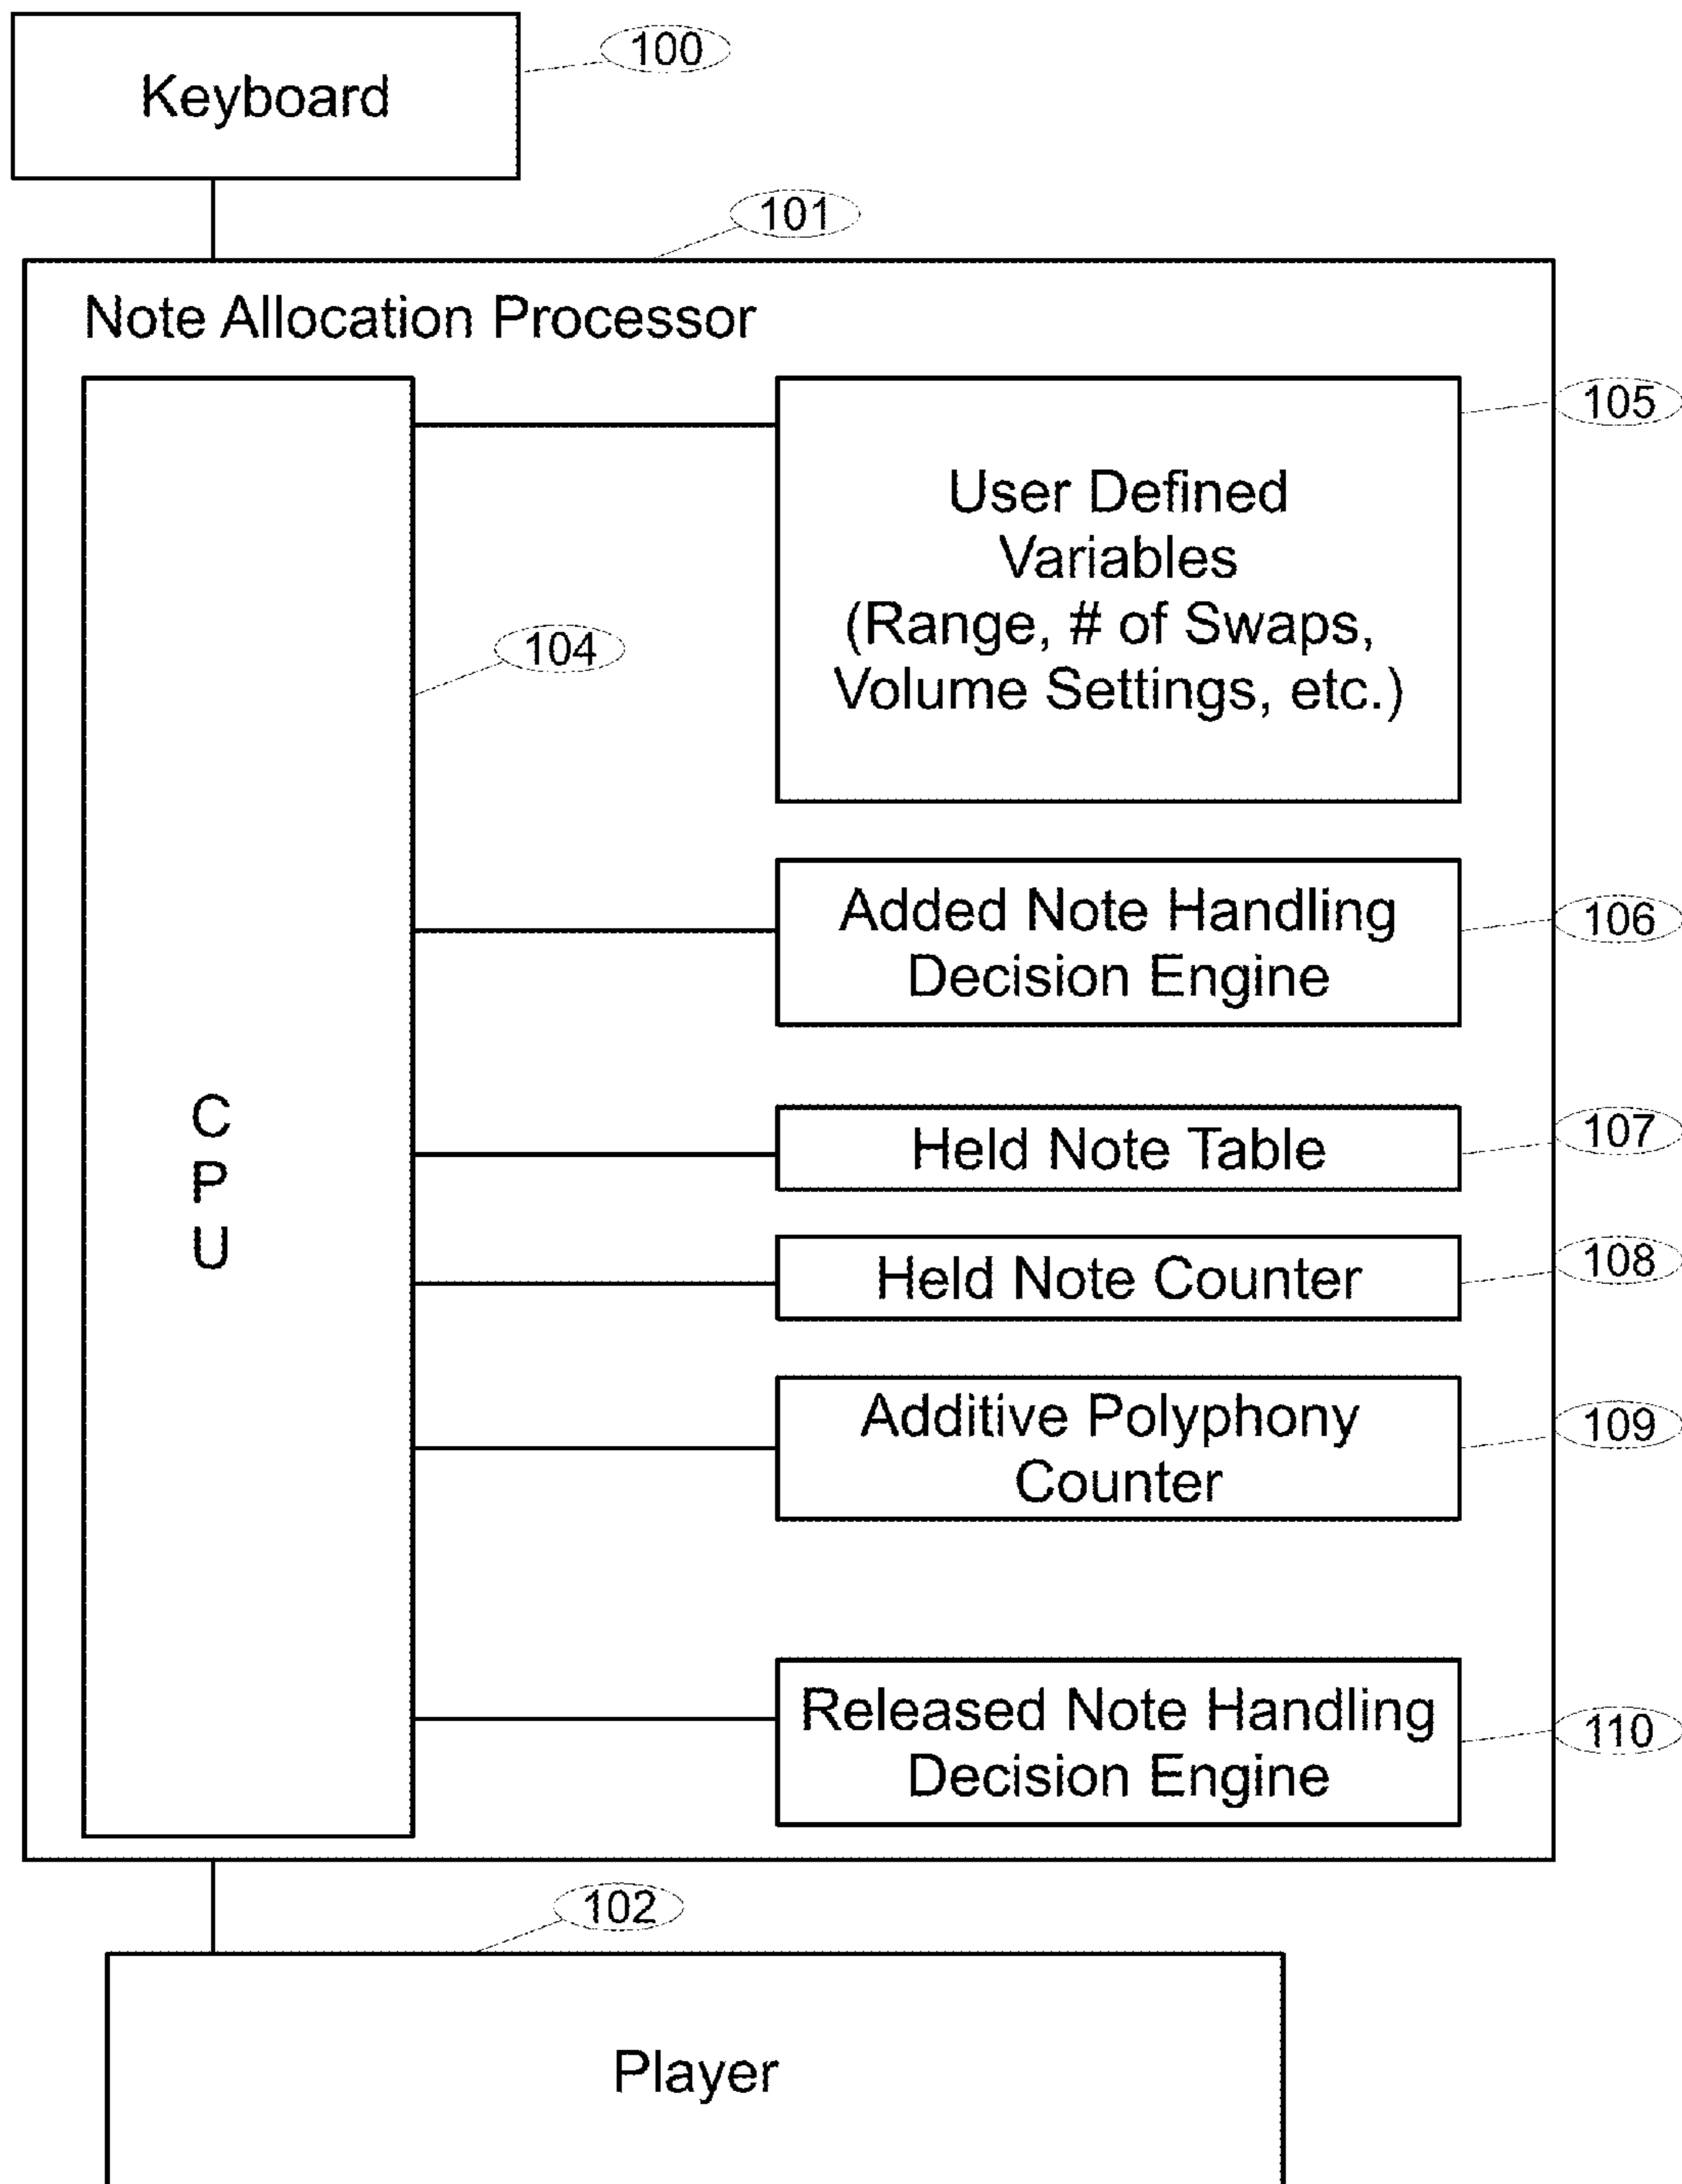 Keyboard
100
101
Note Allocation Processor
105
User Defined
Variables
(Range, # of Swaps,
Volume Settings, etc.)
104
Added Note Handling
Decision Engine
106
C
P
U
Held Note Table
107
Held Note Counter
108
Additive Polyphony
Counter
109
Released Note Handling
Decision Engine
110
102
Player